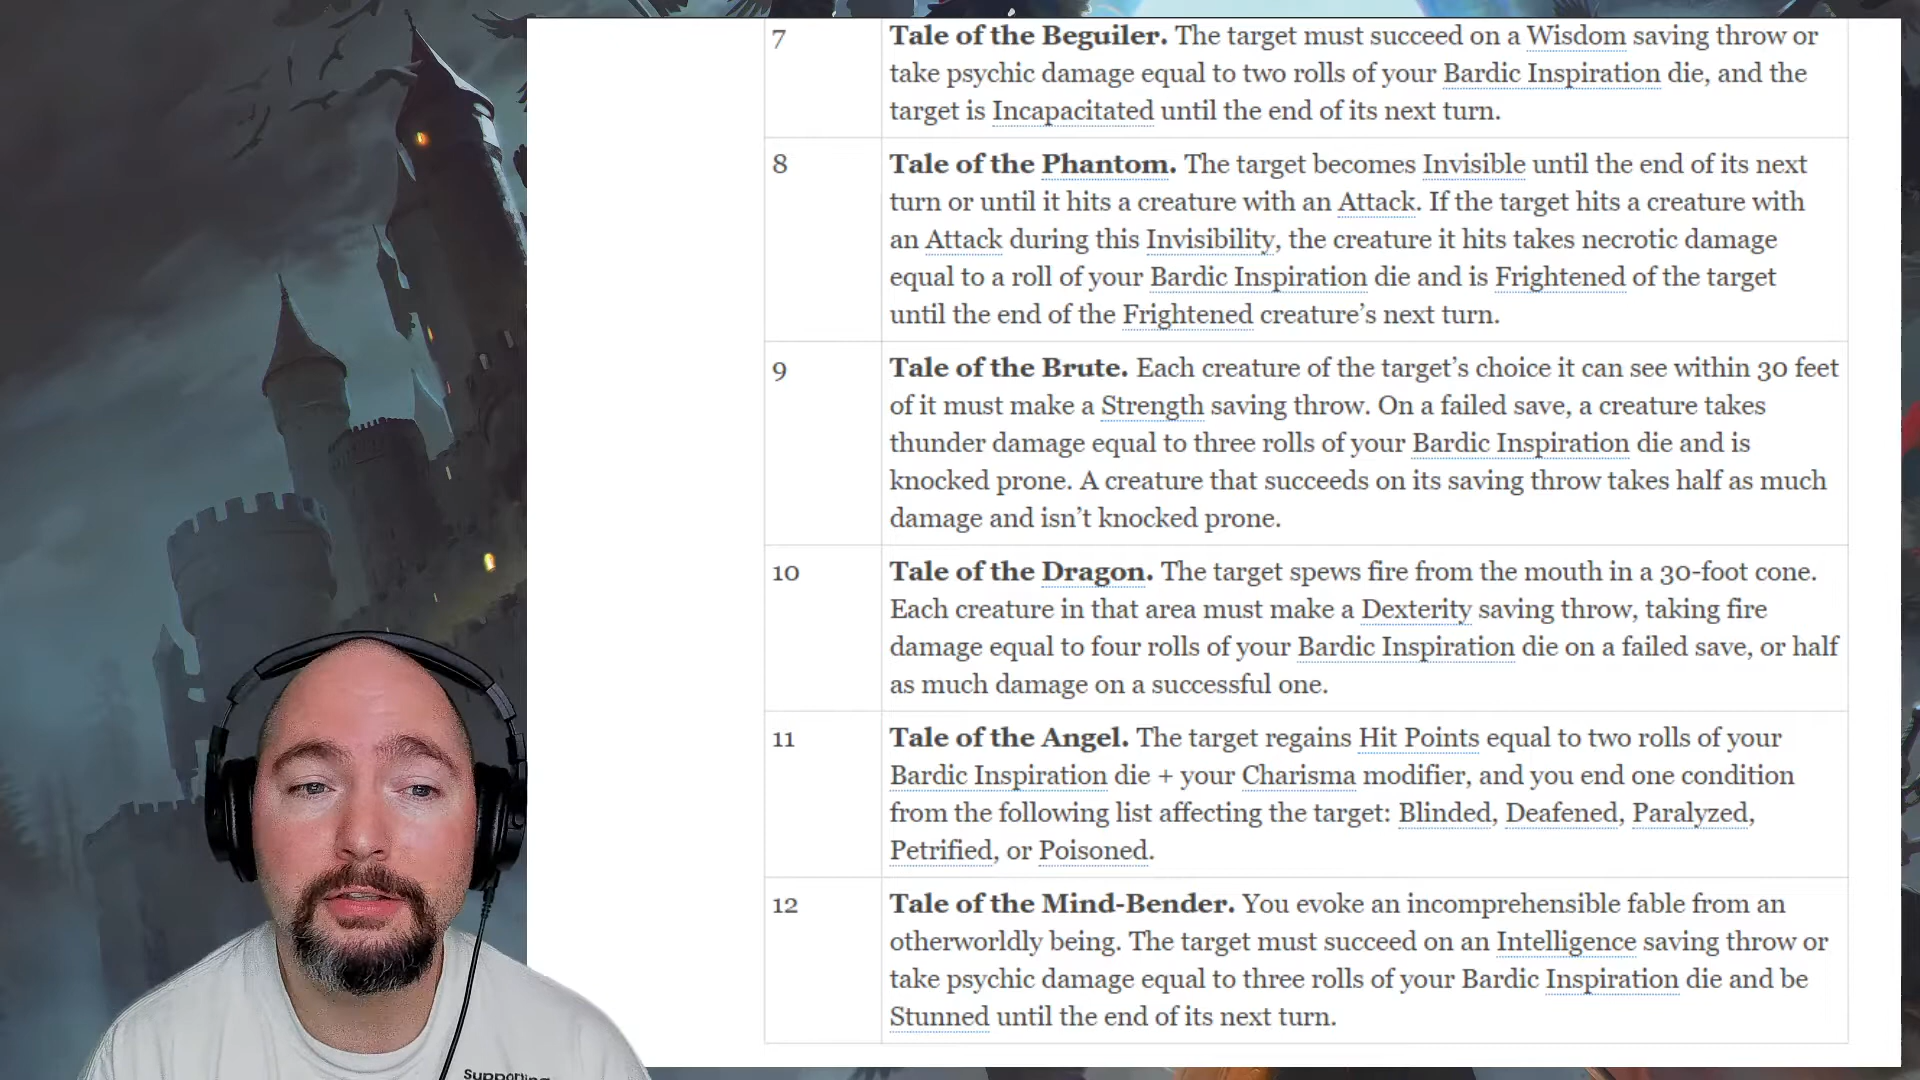 7
Tale of the Beguiler. The target must succeed on a Wisdom saving throw or
take psychic damage equal to two rolls of your Bardic Inspiration die, and the
target is Incapacitated until the end of its next turn.
8
Tale of the Phantom. The target becomes Invisible until the end of its next
turn or until it hits a creature with an Attack. If the target hits a creature with
an Attack during this Invisibility, the creature it hits takes necrotic damage
equal to a roll of your Bardic Inspiration die and is Frightened of the target
until the end of the Frightened creature’s next turn.
9
Tale of the Brute. Each creature of the target’s choice it can see within 30 feet
of it must make a Strength saving throw. On a failed save, a creature takes
thunder damage equal to three rolls of your Bardic Inspiration die and is
knocked prone. A creature that succeeds on its saving throw takes half as much
damage and isn’t knocked prone.
10
Tale of the Dragon. The target spews fire from the mouth in a 30-foot cone.
Each creature in that area must make a Dexterity saving throw, taking fire
damage equal to four rolls of your Bardic Inspiration die on a failed save, or half
as much damage on a successful one.
11
Tale of the Angel. The target regains Hit Points equal to two rolls of your
Bardic Inspiration die + your Charisma modifier, and you end one condition
from the following list affecting the target: Blinded, Deafened, Paralyzed,
Petrified, or Poisoned.
12
Tale of the Mind-Bender. You evoke an incomprehensible fable from an
otherworldly being. The target must succeed on an Intelligence saving throw or
take psychic damage equal to three rolls of your Bardic Inspiration die and be
Stunned until the end of its next turn.
Supporting